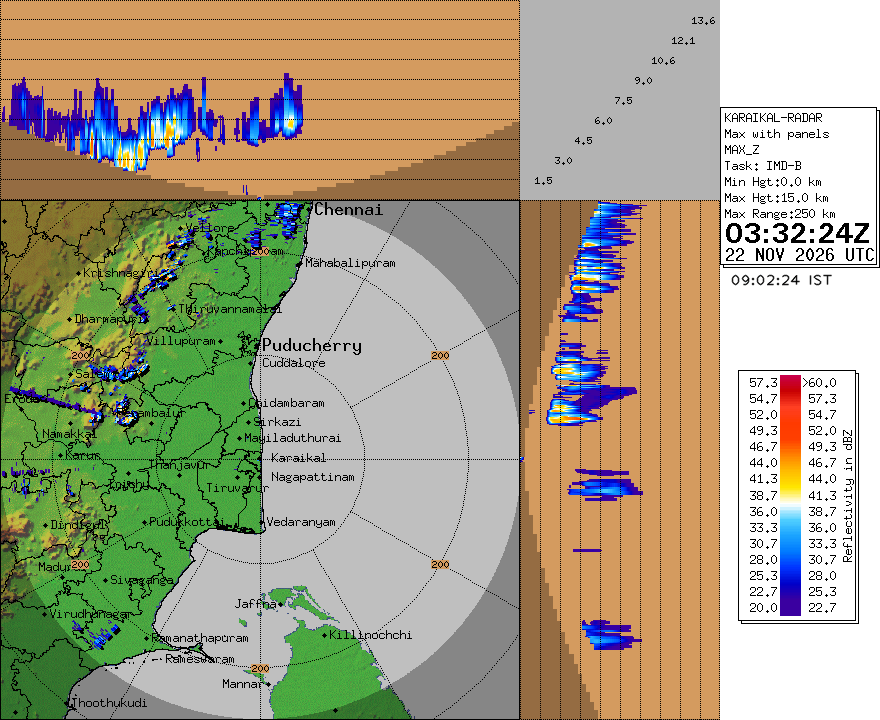 13.6
12.1
10.6
9.0
7.5
6.0
4.5
3.0
1.5
KARAIKAL-RADAR
Max with panels
MAX_Z
Task: IMD-B
Min Hgt:0.0 km
Max Hgt:15.0 km
Max Range:250 km
03:32:24Z
22 NOV 2026 UTC
09:02:24 IST
Chennai
Vellore
200
Mahabalipuram
Krishnagiri
Thiruvannamalai
Dharmapuri
Villupuram
Puducherry
200
200
Cuddalore
Salem
Erode
Chidambaram
Perambalur
Sirkazi
Namakkal
Mayiladuthurai
Karur
Karaikal
Thanjavur
Nagapattinam
Tiruvarur
Dindigul
Pudukkottai
Vedaranyam
Madurai
200
200
Sivaganga
Jaffna
Virudhunagar
Killinochchi
Ramanathapuram
Rameswaram
200
Mannar
Thoothukudi
57.3 >60.0
54.7 57.3
52.0 54.7
49.3 52.0
46.7 49.3
44.0 46.7
41.3 44.0
38.7 41.3
36.0 38.7
33.3 36.0
30.7 33.3
28.0 30.7
25.3 28.0
22.7 25.3
20.0 22.7
Reflectivity in dBZ